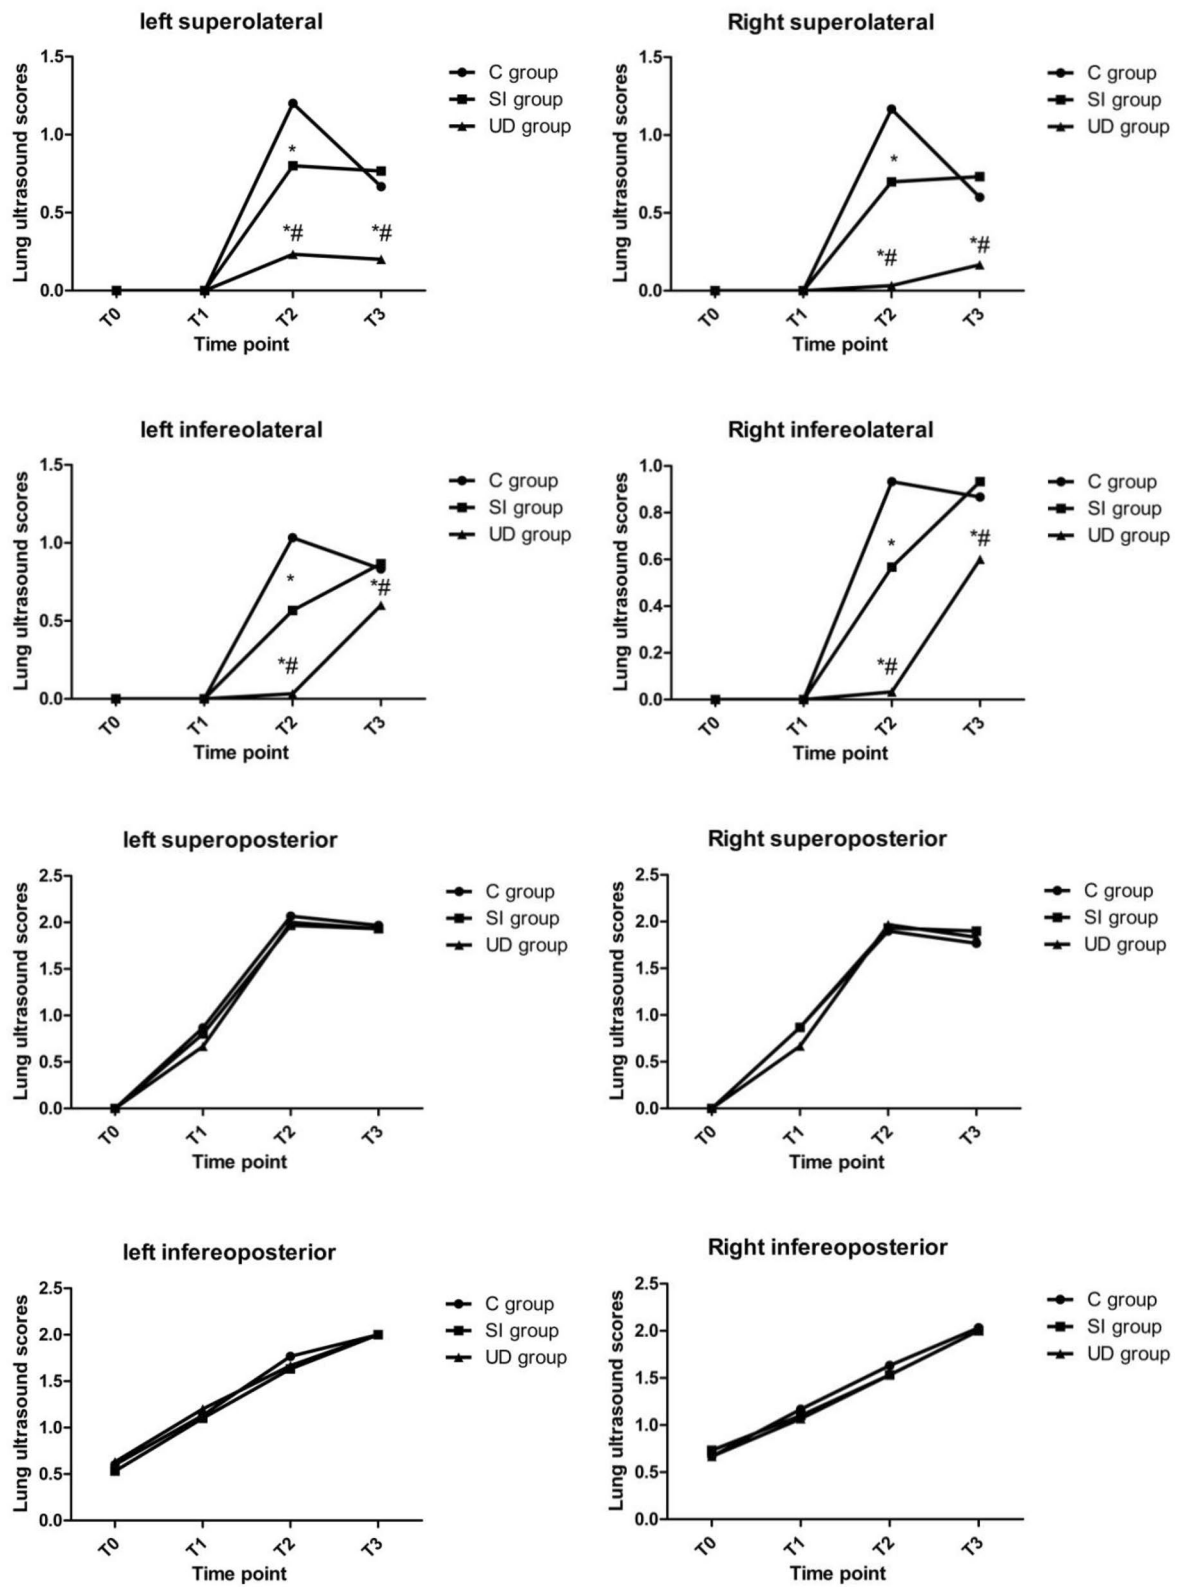 left superolateral
Lung ultrasound scores
1.5
1.0
0.5
0.0
*
*#
*#
T0
T1
T2
T3
Time point
C group
SI group
UD group
Right superolateral
Lung ultrasound scores
1.5
1.0
0.5
0.0
*
*#
*#
T0
T1
T2
T3
Time point
C group
SI group
UD group
left infereolateral
Lung ultrasound scores
1.5
1.0
0.5
0.0
*
*#
*#
T0
T1
T2
T3
Time point
C group
SI group
UD group
Right infereolateral
Lung ultrasound scores
1.0
0.8
0.6
0.4
0.2
0.0
*
*#
*#
T0
T1
T2
T3
Time point
C group
SI group
UD group
left superoposterior
Lung ultrasound scores
2.5
2.0
1.5
1.0
0.5
0.0
T0
T1
T2
T3
Time point
C group
SI group
UD group
Right superoposterior
Lung ultrasound scores
2.5
2.0
1.5
1.0
0.5
0.0
T0
T1
T2
T3
Time point
C group
SI group
UD group
left infereoposterior
Lung ultrasound scores
2.5
2.0
1.5
1.0
0.5
0.0
T0
T1
T2
T3
Time point
C group
SI group
UD group
Right infereoposterior
Lung ultrasound scores
2.5
2.0
1.5
1.0
0.5
0.0
T0
T1
T2
T3
Time point
C group
SI group
UD group